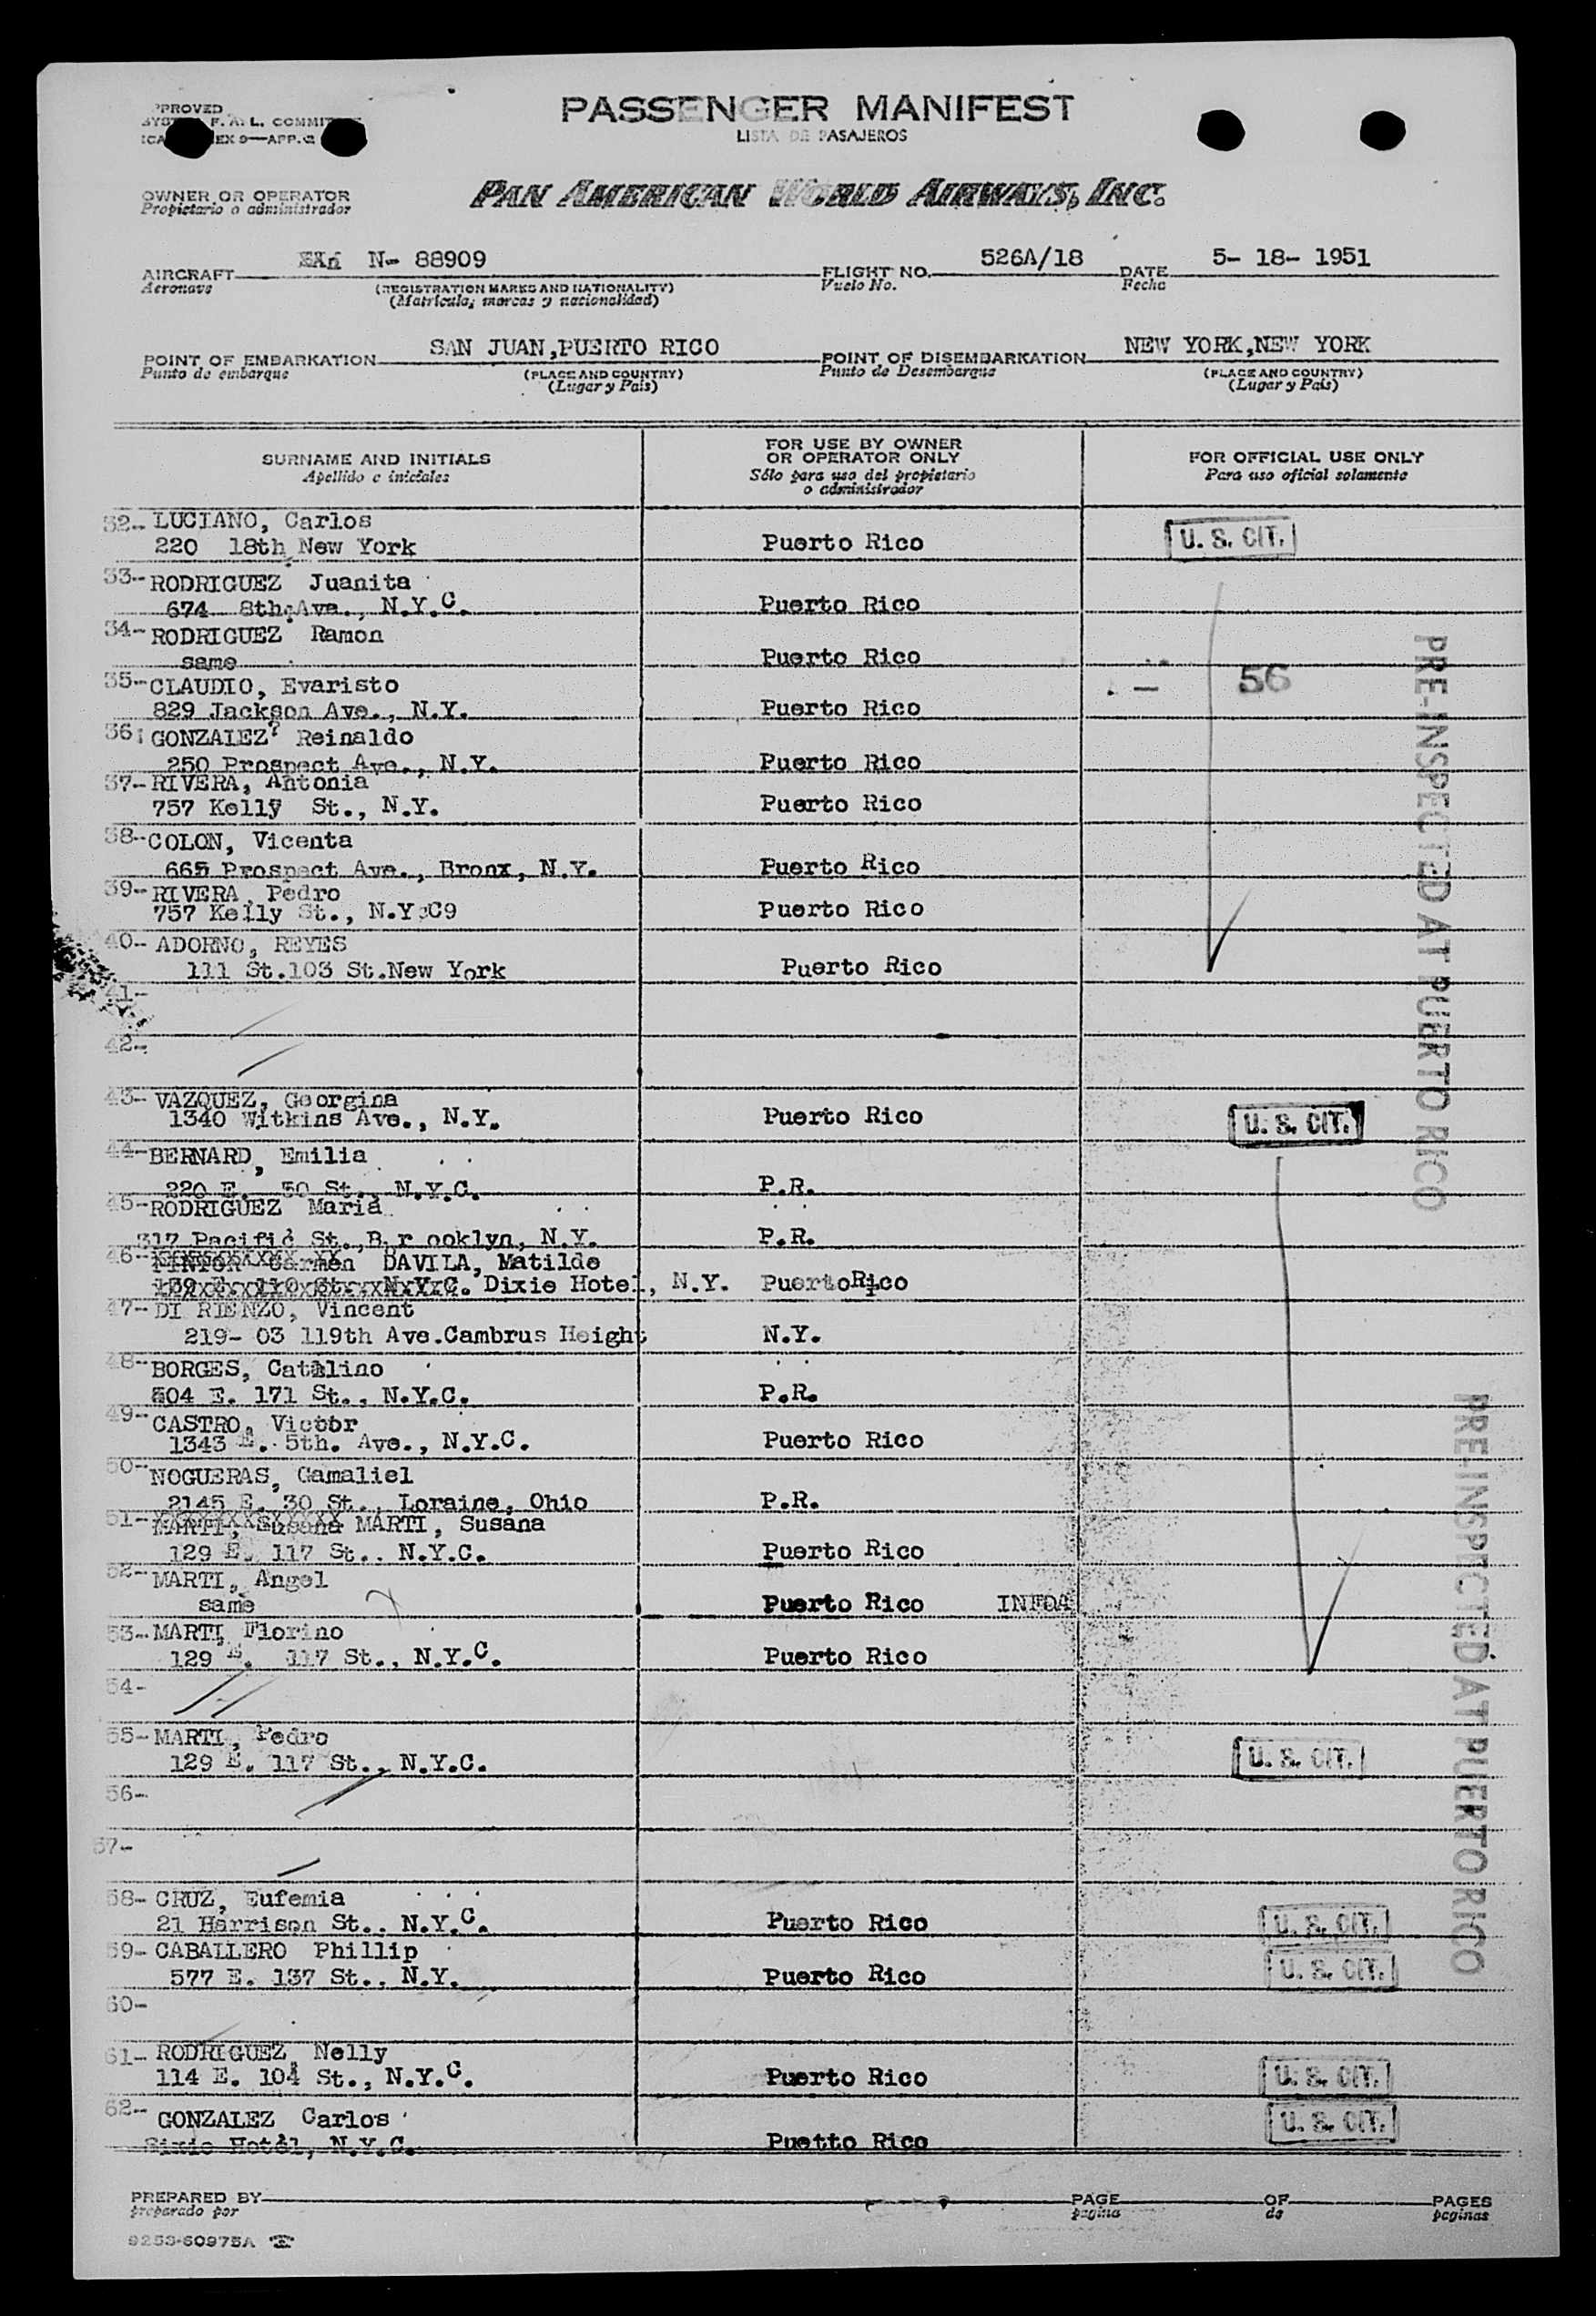 PASSENGER MANIFEST
LISTA DE PASAJEROS
OWNER OR OPERATOR
Propietario o administrador
PAN AMERICAN WORLD AIRWAYS, INC.
AIRCRAFT N- 88909 FLIGHT NO. 526A/18 DATE 5- 18- 1951
Aeronave (REGISTRATION MARKS AND NATIONALITY) Vuelo No. Fecha
(Matrícula, marcas y nacionalidad)
POINT OF EMBARKATION SAN JUAN,PUERTO RICO POINT OF DISEMBARKATION NEW YORK,NEW YORK
Punto de embarque (PLACE AND COUNTRY) Punto de Desembarque (PLACE AND COUNTRY)
(Lugar y País) (Lugar y País)
SURNAME AND INITIALS
Apellido e iniciales
FOR USE BY OWNER
OR OPERATOR ONLY
Sólo para uso del propietario
o administrador
FOR OFFICIAL USE ONLY
Para uso oficial solamente
32- LUCIANO, Carlos
220 18th New York Puerto Rico U. S. CIT.
33- RODRIGUEZ Juanita
674 8th Ave., N.Y.C. Puerto Rico
34- RODRIGUEZ Ramon
same Puerto Rico
56
35- CLAUDIO, Evaristo
829 Jackson Ave., N.Y. Puerto Rico
36 GONZALEZ Reinaldo
250 Prospect Ave., N.Y. Puerto Rico
37- RIVERA, Antonia
757 Kelly St., N.Y. Puerto Rico
38- COLON, Vicenta
665 Prospect Ave., Bronx, N.Y. Puerto Rico
39- RIVERA, Pedro
757 Kelly St., N.Y.C9 Puerto Rico
40- ADORNO, REYES
111 St.103 St.New York Puerto Rico
41-
42-
PRE-INSPECTED AT PUERTO RICO
43- VAZQUEZ, Georgina
1340 Witkins Ave., N.Y. Puerto Rico U. S. CIT.
44- BERNARD, Emilia
220 E. 30 St. N.Y.C. P.R.
45- RODRIGUEZ Maria
317 Pacific St.,B r ooklyn, N.Y. P.R.
46- PINTOR Carmen DAVILA, Matilde
Dixie Hotel, N.Y. PuertoRico
47- DI RIENZO, Vincent
219- 03 119th Ave.Cambrus Height N.Y.
48- BORGES, Catalino
504 E. 171 St., N.Y.C. P.R.
49- CASTRO, Victor
1343 E. 5th. Ave., N.Y.C. Puerto Rico
50- NOGUERAS, Gamaliel
2145 E. 30 St., Loraine, Ohio P.R.
51- MARTI, Susana MARTI, Susana
129 E. 117 St., N.Y.C. Puerto Rico
52- MARTI, Angel
same Puerto Rico
53- MARTI, Florino
129 E. 117 St., N.Y.C. Puerto Rico
54-
55- MARTI, Pedro
129 E. 117 St., N.Y.C. U. S. CIT.
56-
57-
PRE-INSPECTED AT PUERTO RICO
58- CRUZ, Eufemia
21 Harrison St., N.Y.C. Puerto Rico U. S. CIT.
59- CABALLERO Phillip
577 E. 137 St., N.Y. Puerto Rico U. S. CIT.
60-
61- RODRIGUEZ Nelly
114 E. 104 St., N.Y.C. Puerto Rico U. S. CIT.
62- GONZALEZ Carlos
Hotel, N.Y.C. Puetto Rico U. S. CIT.
PREPARED BY PAGE OF PAGES
preparado por página de páginas
9253-60975A